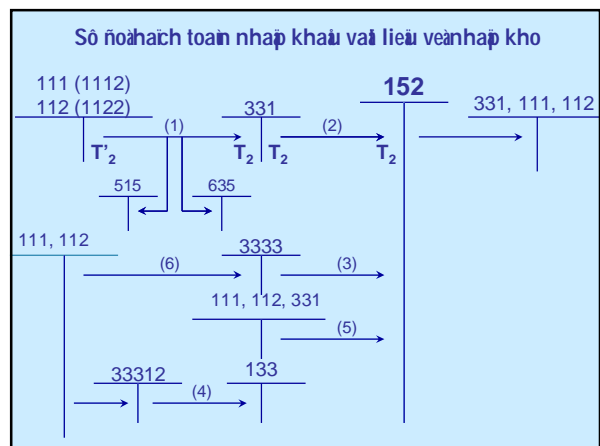 Sô ñoà haïch toaùn nhaäp khaåu vaät lieäu veà nhaäp kho
111 (1112)
112 (1122)
331
152
331, 111, 112
(1)
(2)
T'2
T2
T2
T2
515
635
111, 112
3333
(6)
(3)
111, 112, 331
(5)
33312
133
(4)